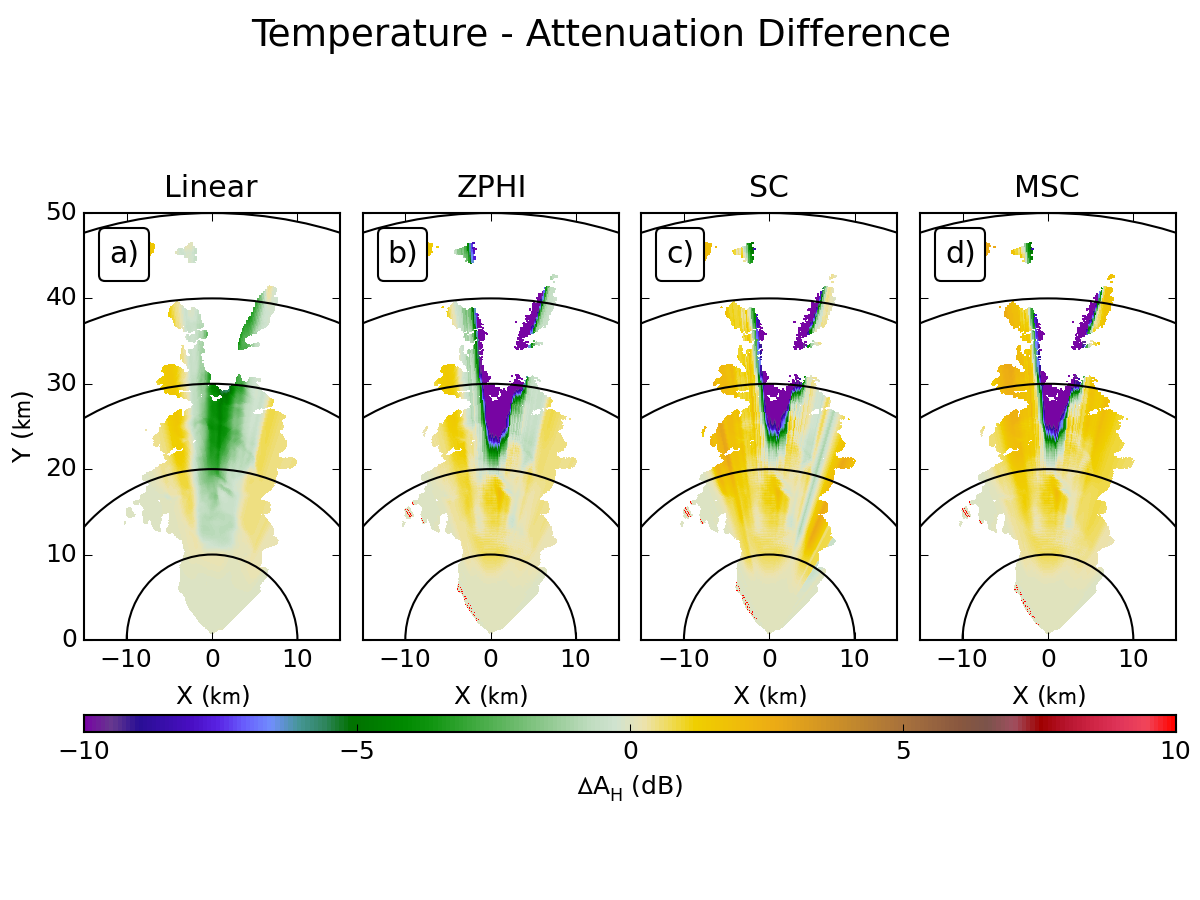 Temperature - Attenuation Difference
Linear ZPHI SC MSC
a) b) c) d)
50
40
30
20
10
0
Y (km)
−10 0 10 −10 0 10 −10 0 10 −10 0 10
X (km) X (km) X (km) X (km)
−10 −5 0 5 10
ΔA_H (dB)